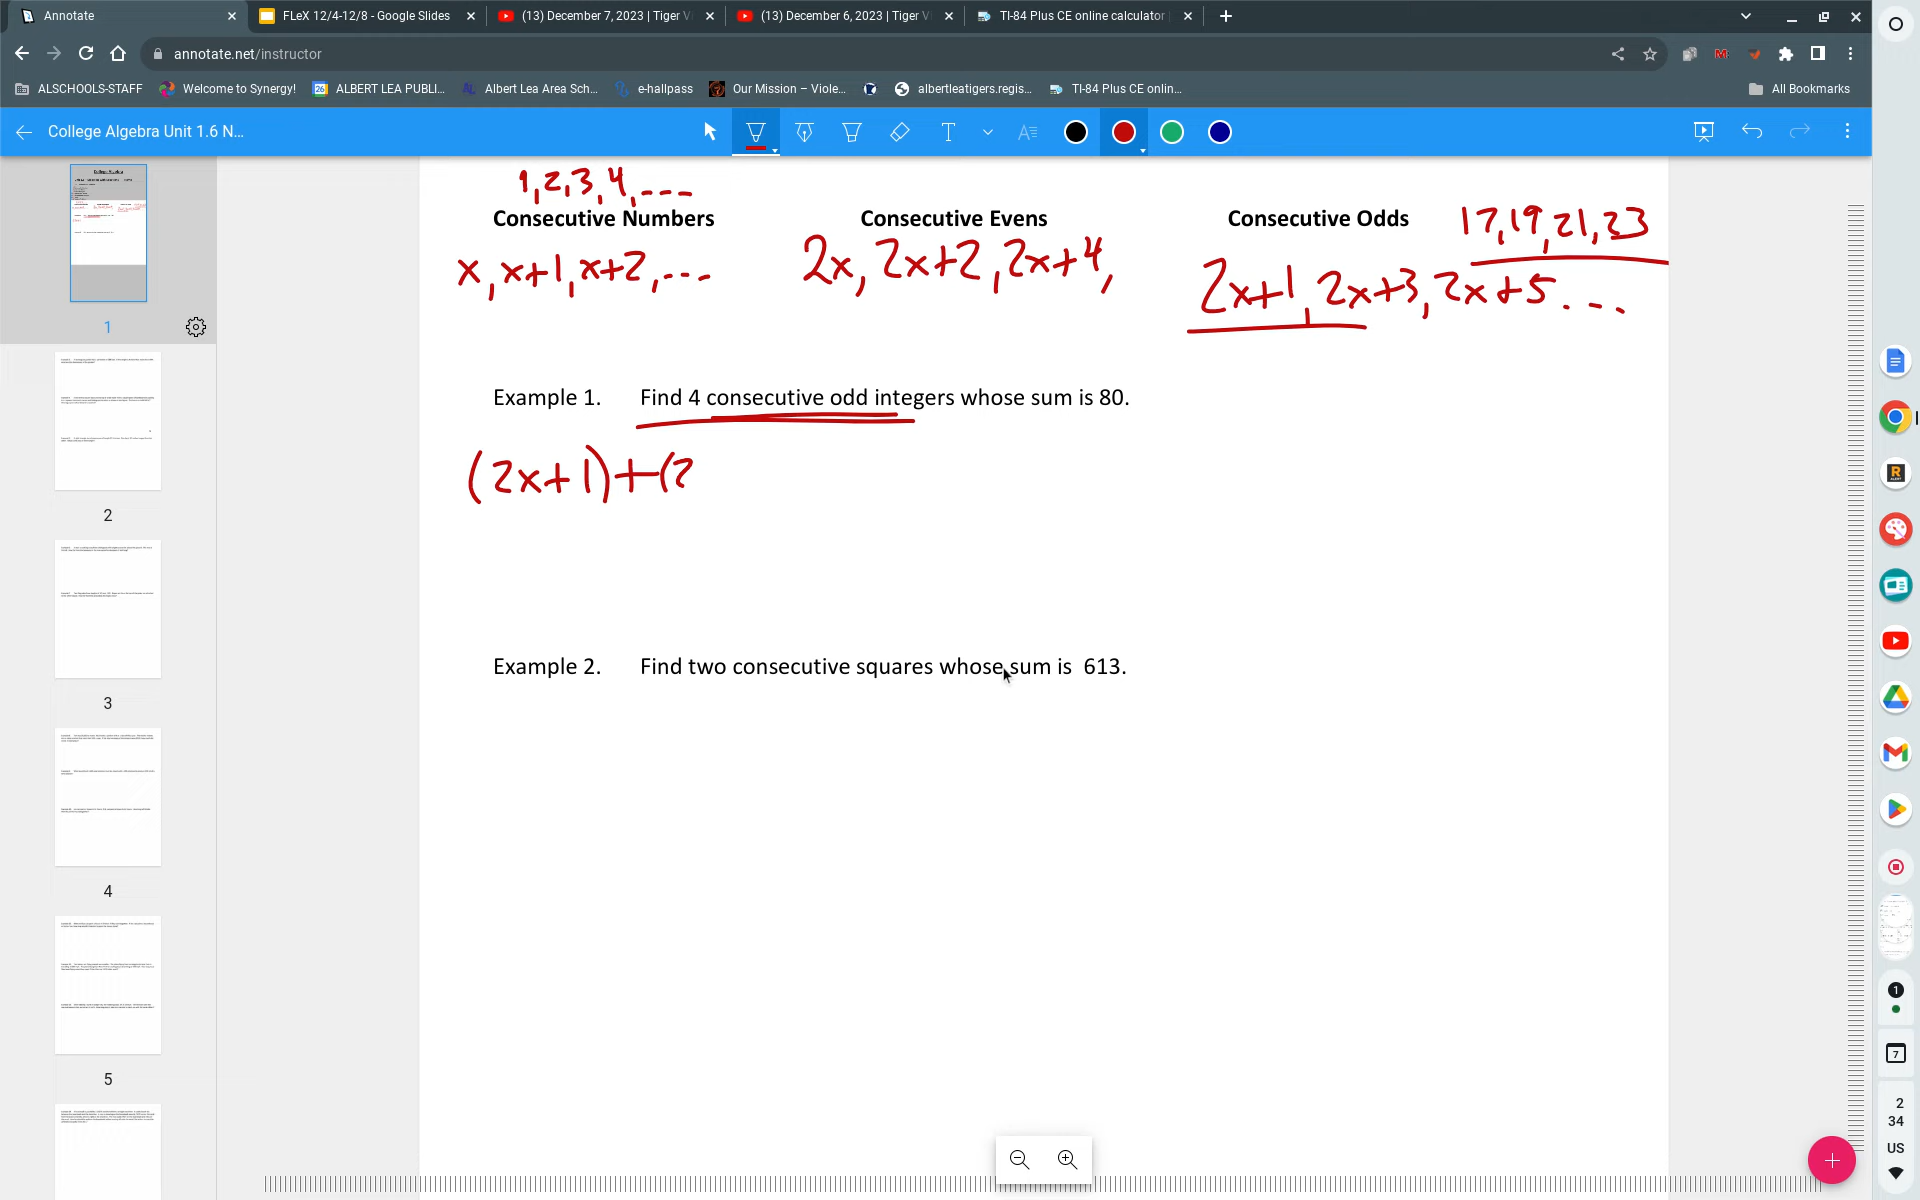 Annotate
FLeX 12/4-12/8 - Google Slides
(13) December 7, 2023 | Tiger V
(13) December 6, 2023 | Tiger V
TI-84 Plus CE online calculator
annotate.net/instructor
ALSCHOOLS-STAFF
Welcome to Synergy!
ALBERT LEA PUBLI...
Albert Lea Area Sch...
e-hallpass
Our Mission – Viole...
albertleatigers.regis...
TI-84 Plus CE onlin...
All Bookmarks
College Algebra Unit 1.6 N...
1,2,3,4,---
Consecutive Numbers
Consecutive Evens
Consecutive Odds
17,19,21,23
x,x+1,x+2,---
2x,2x+2,2x+4,
2x+1,2x+3,2x+5...
Example 1. Find 4 consecutive odd integers whose sum is 80.
(2x+1)+(2
Example 2. Find two consecutive squares whose sum is 613.
1
2
3
4
5
1
7
2
34
US